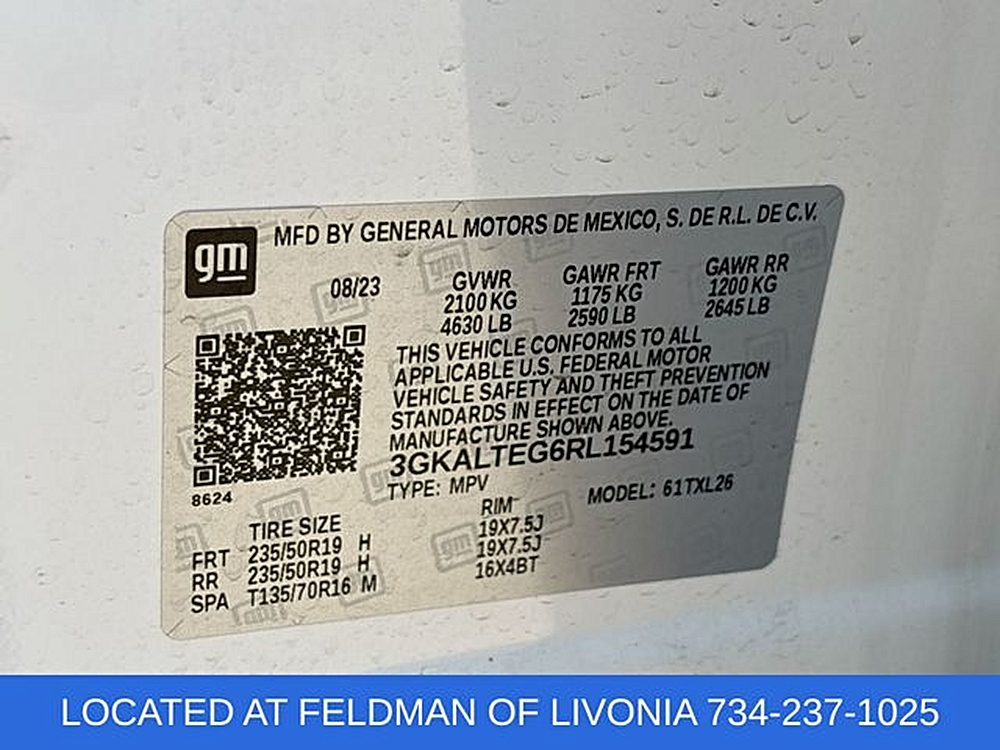 gm
MFD BY GENERAL MOTORS DE MEXICO, S. DE R.L. DE C.V.
08/23
GVWR GAWR FRT GAWR RR
2100 KG 1175 KG 1200 KG
4630 LB 2590 LB 2645 LB
THIS VEHICLE CONFORMS TO ALL
APPLICABLE U.S. FEDERAL MOTOR
VEHICLE SAFETY AND THEFT PREVENTION
STANDARDS IN EFFECT ON THE DATE OF
MANUFACTURE SHOWN ABOVE.
3GKALTEG6RL154591
8624
TYPE: MPV MODEL: 61TXL26
TIRE SIZE RIM
FRT 235/50R19 H 19X7.5J
RR 235/50R19 H 19X7.5J
SPA T135/70R16 M 16X4BT
LOCATED AT FELDMAN OF LIVONIA 734-237-1025